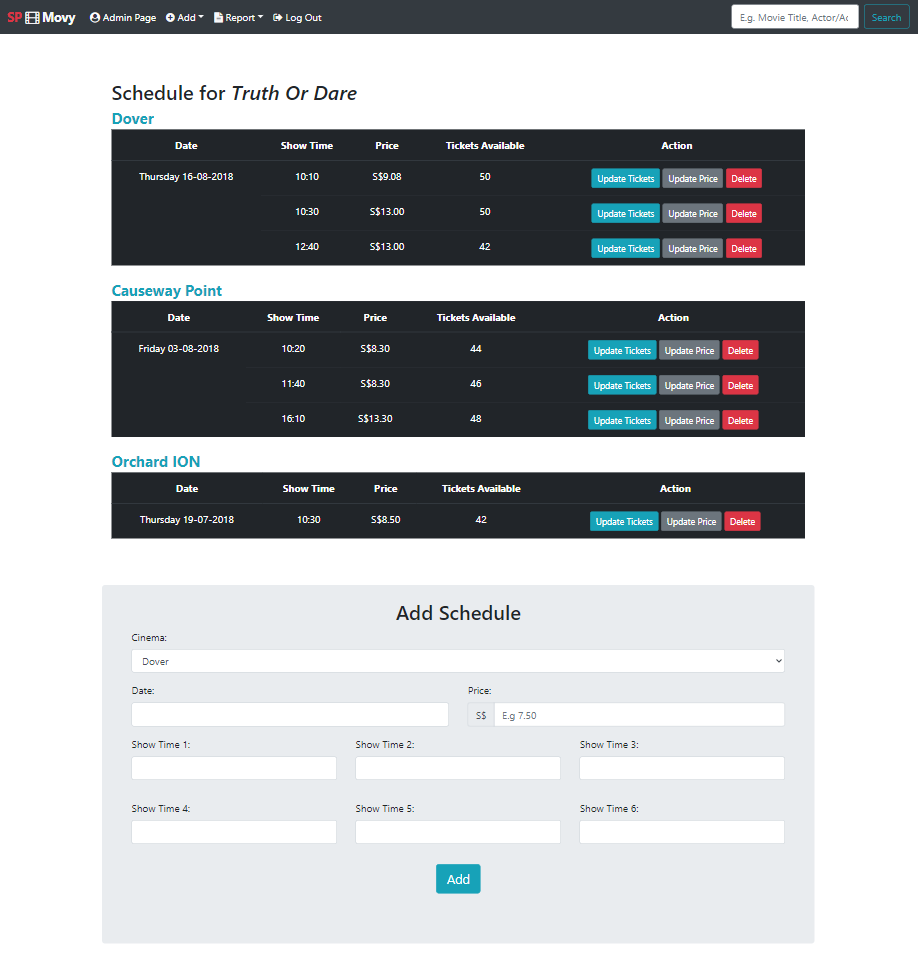 SP Movy Admin Page Add Report Log Out E.g. Movie Title, Actor/Ac Search
Schedule for Truth Or Dare
Dover
Date Show Time Price Tickets Available Action
Thursday 16-08-2018 10:10 S$9.08 50 Update Tickets Update Price Delete
10:30 S$13.00 50 Update Tickets Update Price Delete
12:40 S$13.00 42 Update Tickets Update Price Delete
Causeway Point
Date Show Time Price Tickets Available Action
Friday 03-08-2018 10:20 S$8.30 44 Update Tickets Update Price Delete
11:40 S$8.30 46 Update Tickets Update Price Delete
16:10 S$13.30 48 Update Tickets Update Price Delete
Orchard ION
Date Show Time Price Tickets Available Action
Thursday 19-07-2018 10:30 S$8.50 42 Update Tickets Update Price Delete
Add Schedule
Cinema:
Dover
Date: Price:
S$ E.g 7.50
Show Time 1: Show Time 2: Show Time 3:
Show Time 4: Show Time 5: Show Time 6:
Add